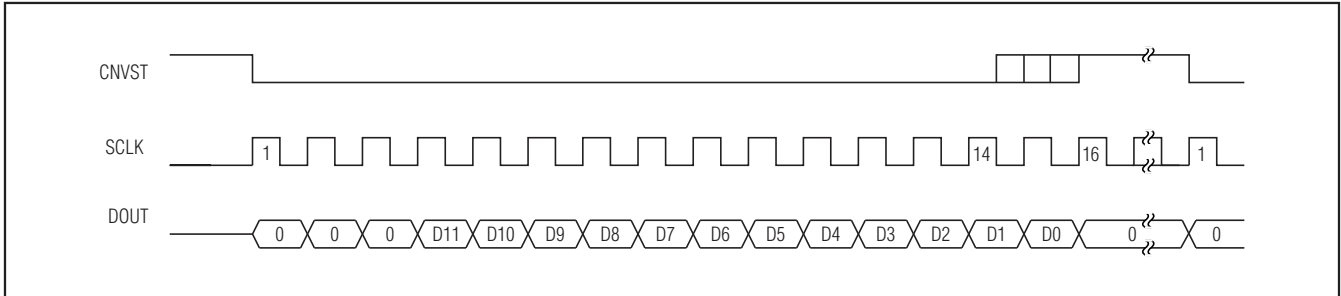 CNVST
SCLK 1 14 16 1
DOUT 0 0 0 D11 D10 D9 D8 D7 D6 D5 D4 D3 D2 D1 D0 0 0